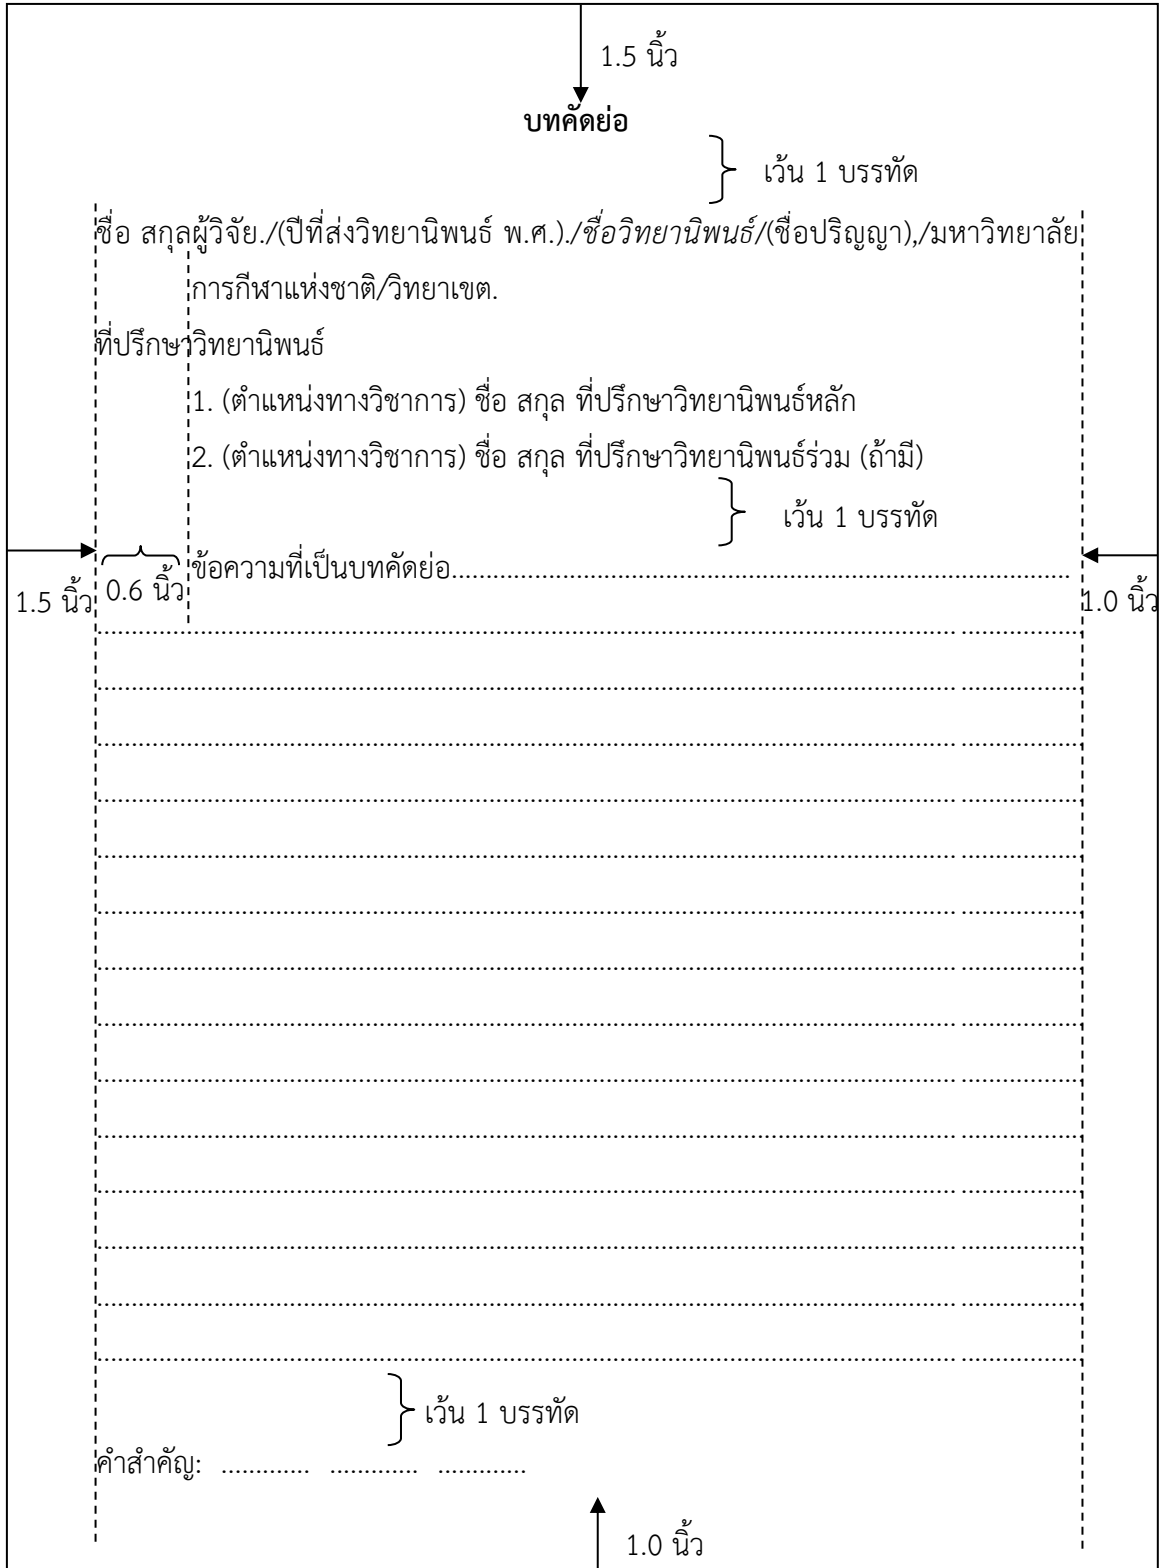 1.5 นิ้ว
บทคัดย่อ
เว้น 1 บรรทัด
ชื่อ สกุลผู้วิจัย./(ปีที่ส่งวิทยานิพนธ์ พ.ศ.)./ชื่อวิทยานิพนธ์/(ชื่อปริญญา),/มหาวิทยาลัย
การกีฬาแห่งชาติ/วิทยาเขต.
ที่ปรึกษาวิทยานิพนธ์
1. (ตำแหน่งทางวิชาการ) ชื่อ สกุล ที่ปรึกษาวิทยานิพนธ์หลัก
2. (ตำแหน่งทางวิชาการ) ชื่อ สกุล ที่ปรึกษาวิทยานิพนธ์ร่วม (ถ้ามี)
เว้น 1 บรรทัด
ข้อความที่เป็นบทคัดย่อ..........................................................................................
1.5 นิ้ว 0.6 นิ้ว 1.0 นิ้ว
เว้น 1 บรรทัด
คำสำคัญ: ............. ............. .............
1.0 นิ้ว